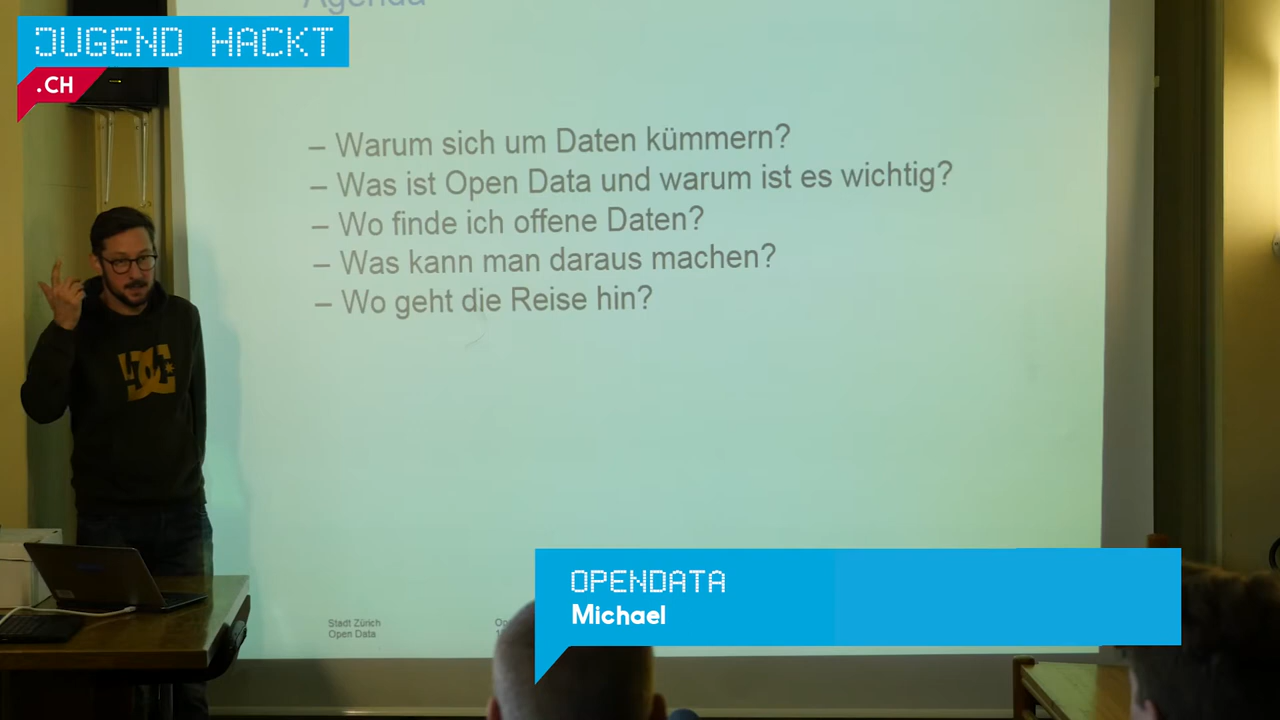 Agenda
JUGEND HACKT
.CH
– Warum sich um Daten kümmern?
– Was ist Open Data und warum ist es wichtig?
– Wo finde ich offene Daten?
– Was kann man daraus machen?
– Wo geht die Reise hin?
OPENDATA
Michael
Stadt Zürich
Open Data